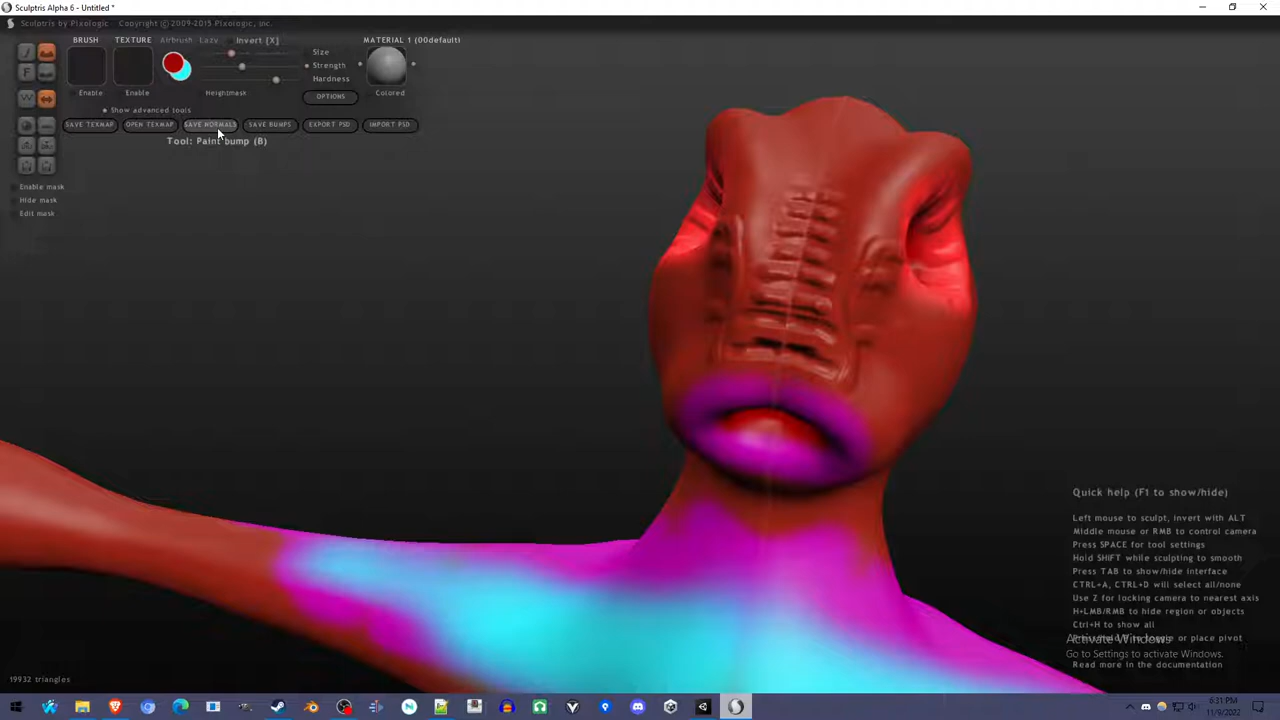 Sculptris Alpha 6 - Untitled *
Sculptris by Pixologic Copyright (c) 2009-2015 Pixologic, Inc.
BRUSH TEXTURE Airbrush Lazy Invert [X] MATERIAL 1 (00default)
Size
Strength
Hardness
Enable Enable Heightmask OPTIONS Colored
Show advanced tools
SAVE TEXMAP OPEN TEXMAP SAVE NORMALS SAVE BUMPS EXPORT PSD IMPORT PSD
Tool: Paint bump (B)
Enable mask
Hide mask
Edit mask
Quick help (F1 to show/hide)
Left mouse to sculpt, invert with ALT
Middle mouse or RMB to control camera
Press SPACE for tool settings
Hold SHIFT while sculpting to smooth
Press TAB to show/hide interface
CTRL+A, CTRL+D will select all/none
Use Z for locking camera to nearest axis
H+LMB/RMB to hide region or objects
Ctrl+H to show all
or place pivot
Activate Windows
Go to Settings to activate Windows.
Read more in the documentation
19932 triangles
6:31 PM
11/9/2022